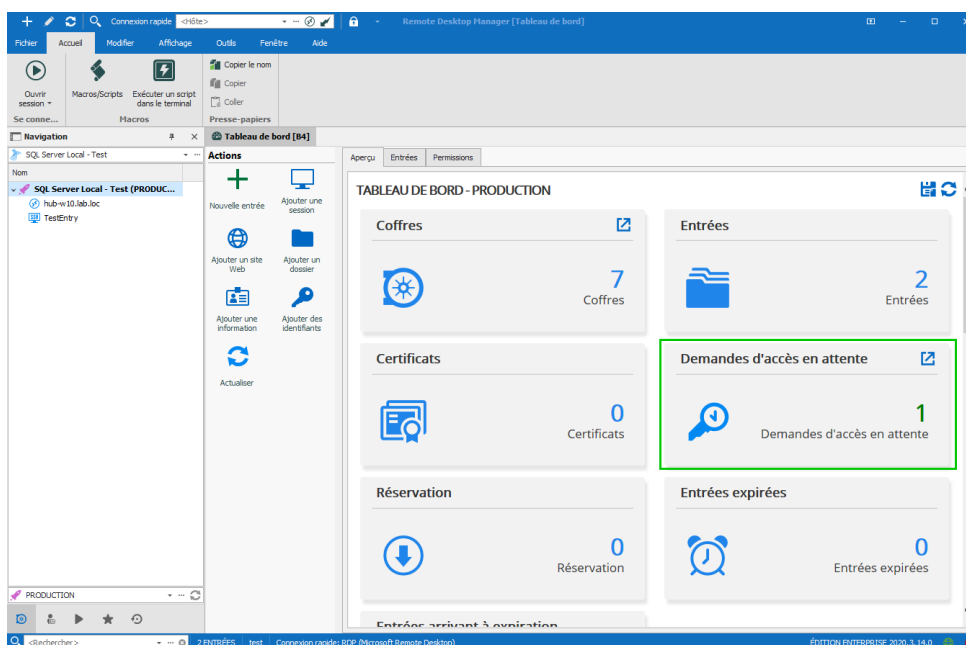 Connexion rapide <Hôte>
Remote Desktop Manager [Tableau de bord]
Fichier Accueil Modifier Affichage Outils Fenêtre Aide
Ouvrir session
Macros/Scripts
Exécuter un script dans le terminal
Copier le nom
Copier
Coller
Se conne... Macros Presse-papiers
Navigation
Tableau de bord [B4]
SQL Server Local - Test
Nom
SQL Server Local - Test (PRODUC...
hub-w10.lab.loc
TestEntry
PRODUCTION
Actions
Nouvelle entrée
Ajouter une session
Ajouter un site Web
Ajouter un dossier
Ajouter une information
Ajouter des identifiants
Actualiser
Aperçu Entrées Permissions
TABLEAU DE BORD - PRODUCTION
Coffres
7
Coffres
Entrées
2
Entrées
Certificats
0
Certificats
Demandes d'accès en attente
1
Demandes d'accès en attente
Réservation
0
Réservation
Entrées expirées
0
Entrées expirées
Entrées arrivant à expiration
<Rechercher> 2 ENTRÉES test Connexion rapide: RDP (Microsoft Remote Desktop) ÉDITION ENTERPRISE 2020.3.14.0